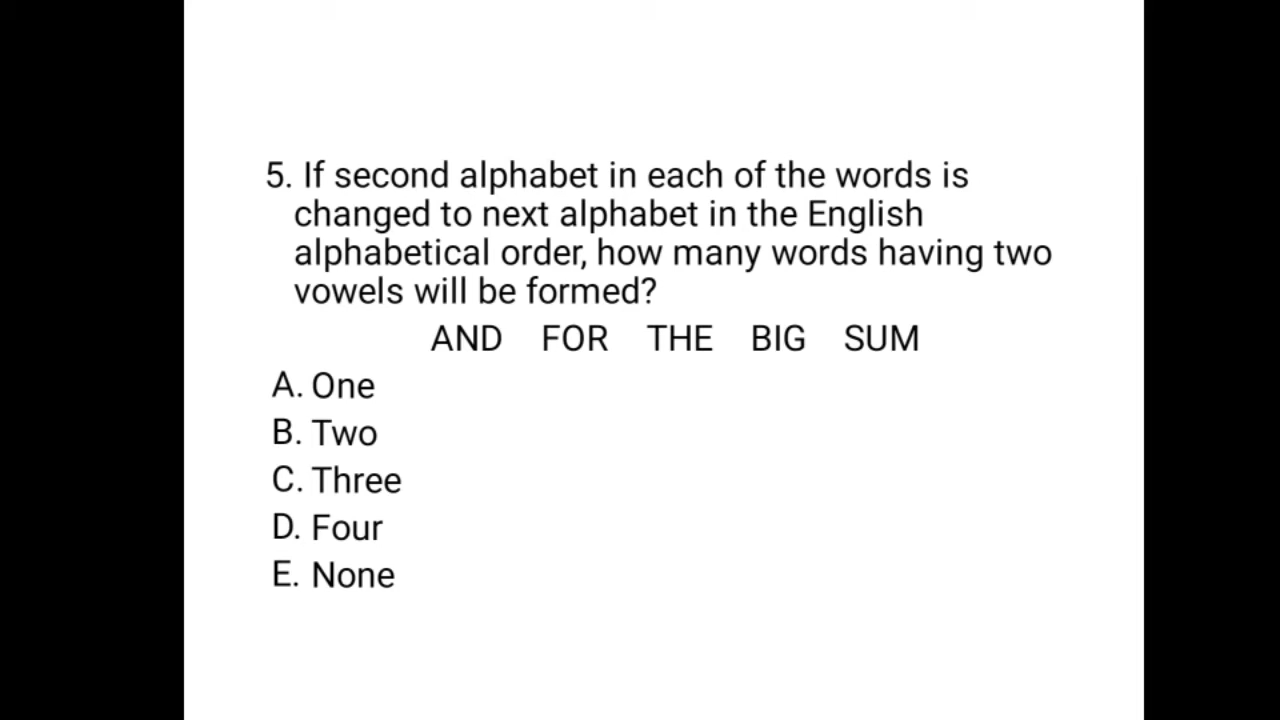 5. If second alphabet in each of the words is
changed to next alphabet in the English
alphabetical order, how many words having two
vowels will be formed?
AND FOR THE BIG SUM
A. One
B. Two
C. Three
D. Four
E. None